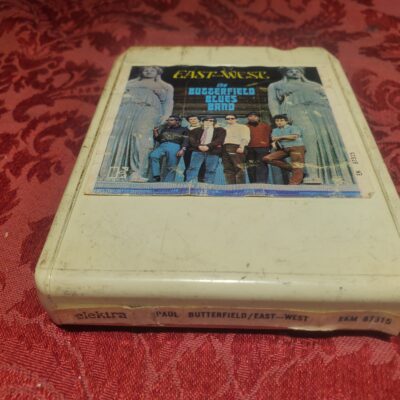 EAST-WEST
the
BUTTERFIELD
BLUES
BAND
elektra PAUL BUTTERFIELD/EAST—WEST EKM 87315